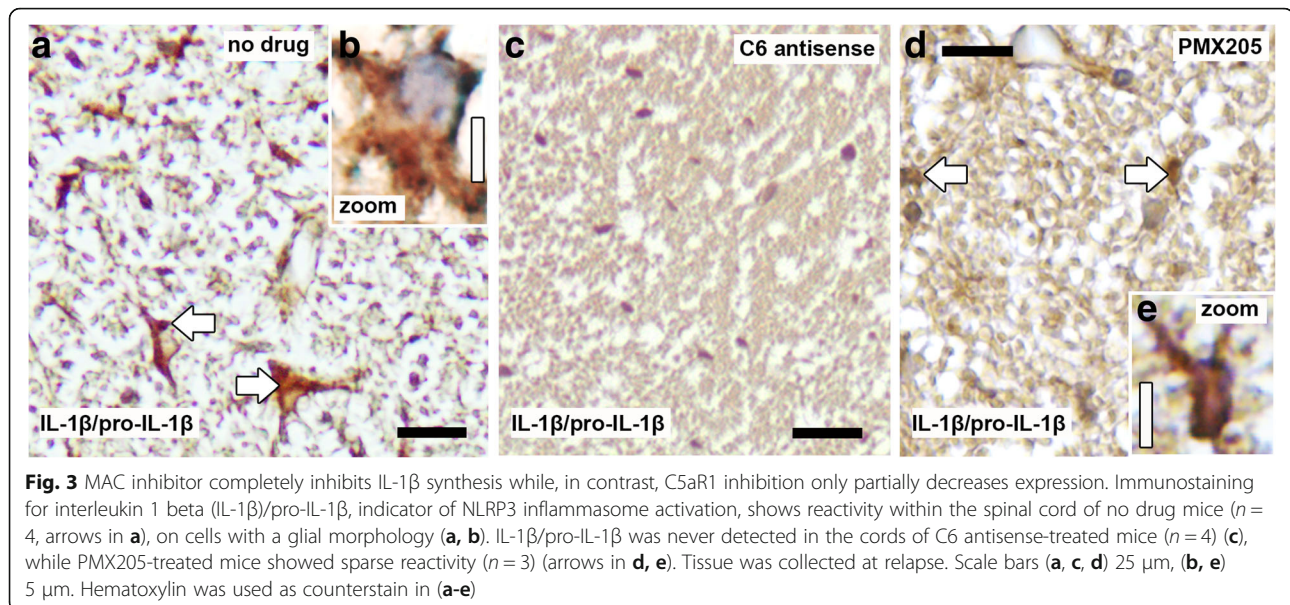 a
no drug
b
zoom
IL-1β/pro-IL-1β
c
C6 antisense
IL-1β/pro-IL-1β
d
PMX205
e
zoom
IL-1β/pro-IL-1β
Fig. 3 MAC inhibitor completely inhibits IL-1β synthesis while, in contrast, C5aR1 inhibition only partially decreases expression. Immunostaining
for interleukin 1 beta (IL-1β)/pro-IL-1β, indicator of NLRP3 inflammasome activation, shows reactivity within the spinal cord of no drug mice (n =
4, arrows in a), on cells with a glial morphology (a, b). IL-1β/pro-IL-1β was never detected in the cords of C6 antisense-treated mice (n = 4) (c),
while PMX205-treated mice showed sparse reactivity (n = 3) (arrows in d, e). Tissue was collected at relapse. Scale bars (a, c, d) 25 μm, (b, e)
5 μm. Hematoxylin was used as counterstain in (a-e)